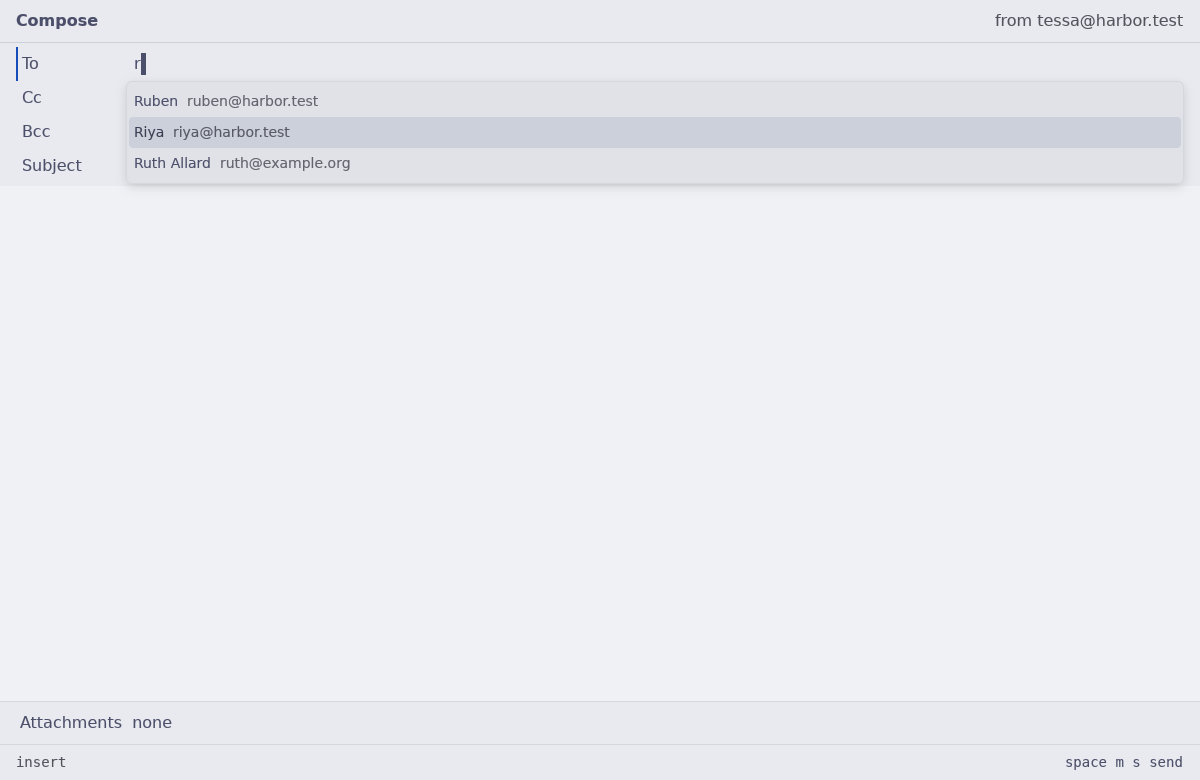 Compose from tessa@harbor.test
To r
Ruben ruben@harbor.test
Cc
Riya riya@harbor.test
Bcc
Ruth Allard ruth@example.org
Subject
Attachments none
insert space m s send